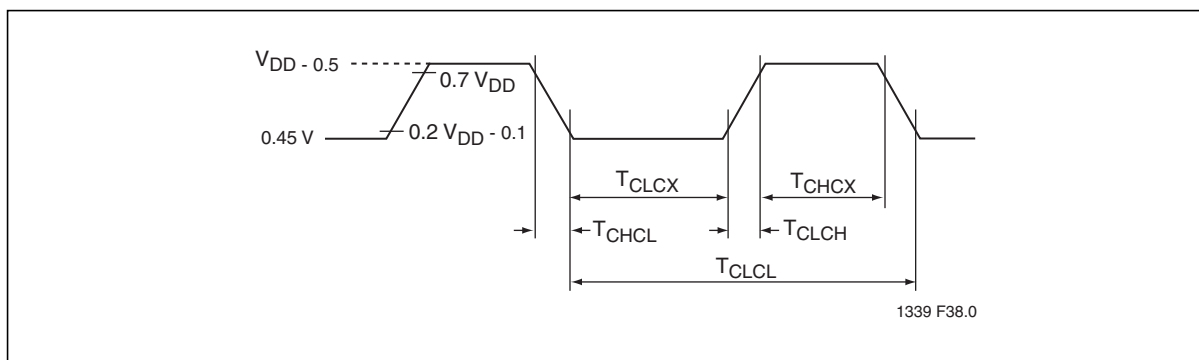 VDD - 0.5
0.7 VDD
0.45 V
0.2 VDD - 0.1
TCLCX
TCHCX
TCHCL
TCLCH
TCLCL
1339 F38.0